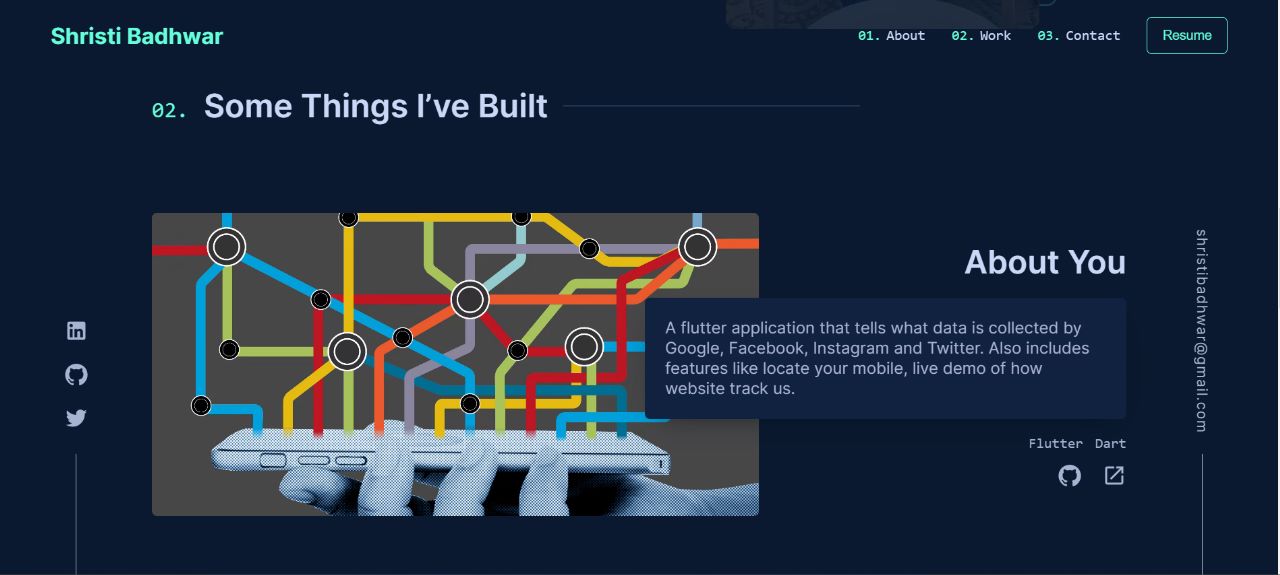 Shristi Badhwar
01. About 02. Work 03. Contact Resume
02. Some Things I’ve Built
About You
A flutter application that tells what data is collected by
Google, Facebook, Instagram and Twitter. Also includes
features like locate your mobile, live demo of how
website track us.
Flutter Dart
shristibadhwar@gmail.com